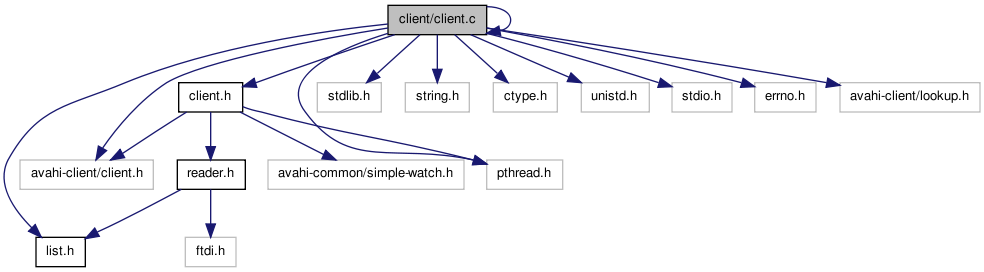 client/client.c
client.h
stdlib.h
string.h
ctype.h
unistd.h
stdio.h
errno.h
avahi-client/lookup.h
avahi-client/client.h
reader.h
avahi-common/simple-watch.h
pthread.h
list.h
ftdi.h